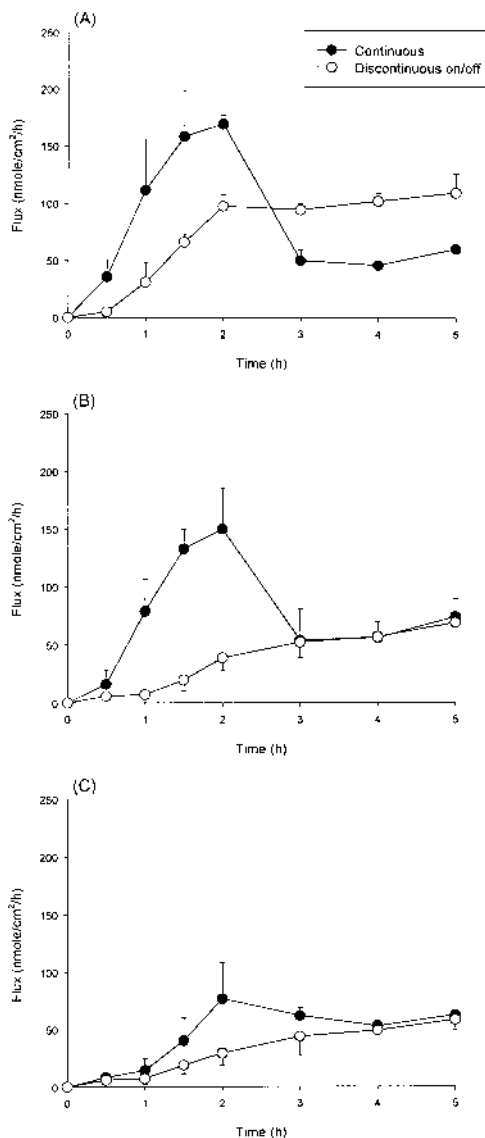 (A)
Continuous
Discontinuous on/off
250
200
150
100
50
0
Flux (nmole/cm²/h)
0 1 2 3 4 5
Time (h)
(B)
250
200
150
100
50
0
Flux (nmole/cm²/h)
0 1 2 3 4 5
Time (h)
(C)
250
200
150
100
50
0
Flux (nmole/cm²/h)
0 1 2 3 4 5
Time (h)